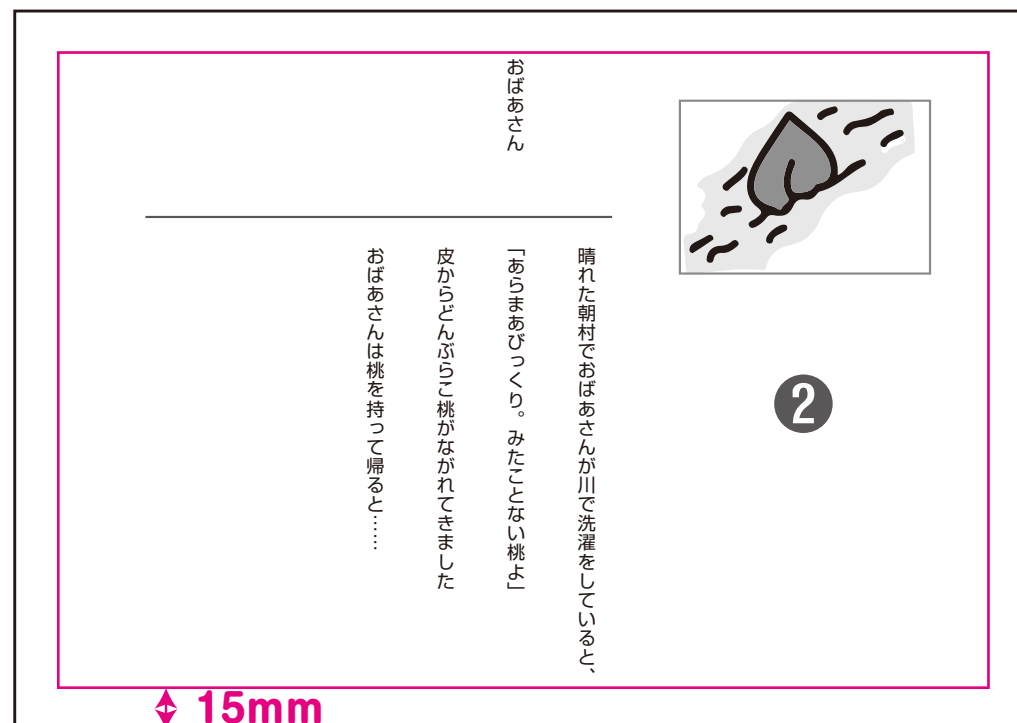 ❷
晴れた朝村でおばあさんが川で洗濯をしていると、
おばあさん
「あらまあびっくり。みたことない桃よ」
皮からどんぶらこ桃がながれてきました
おばあさんは桃を持って帰ると……
15mm